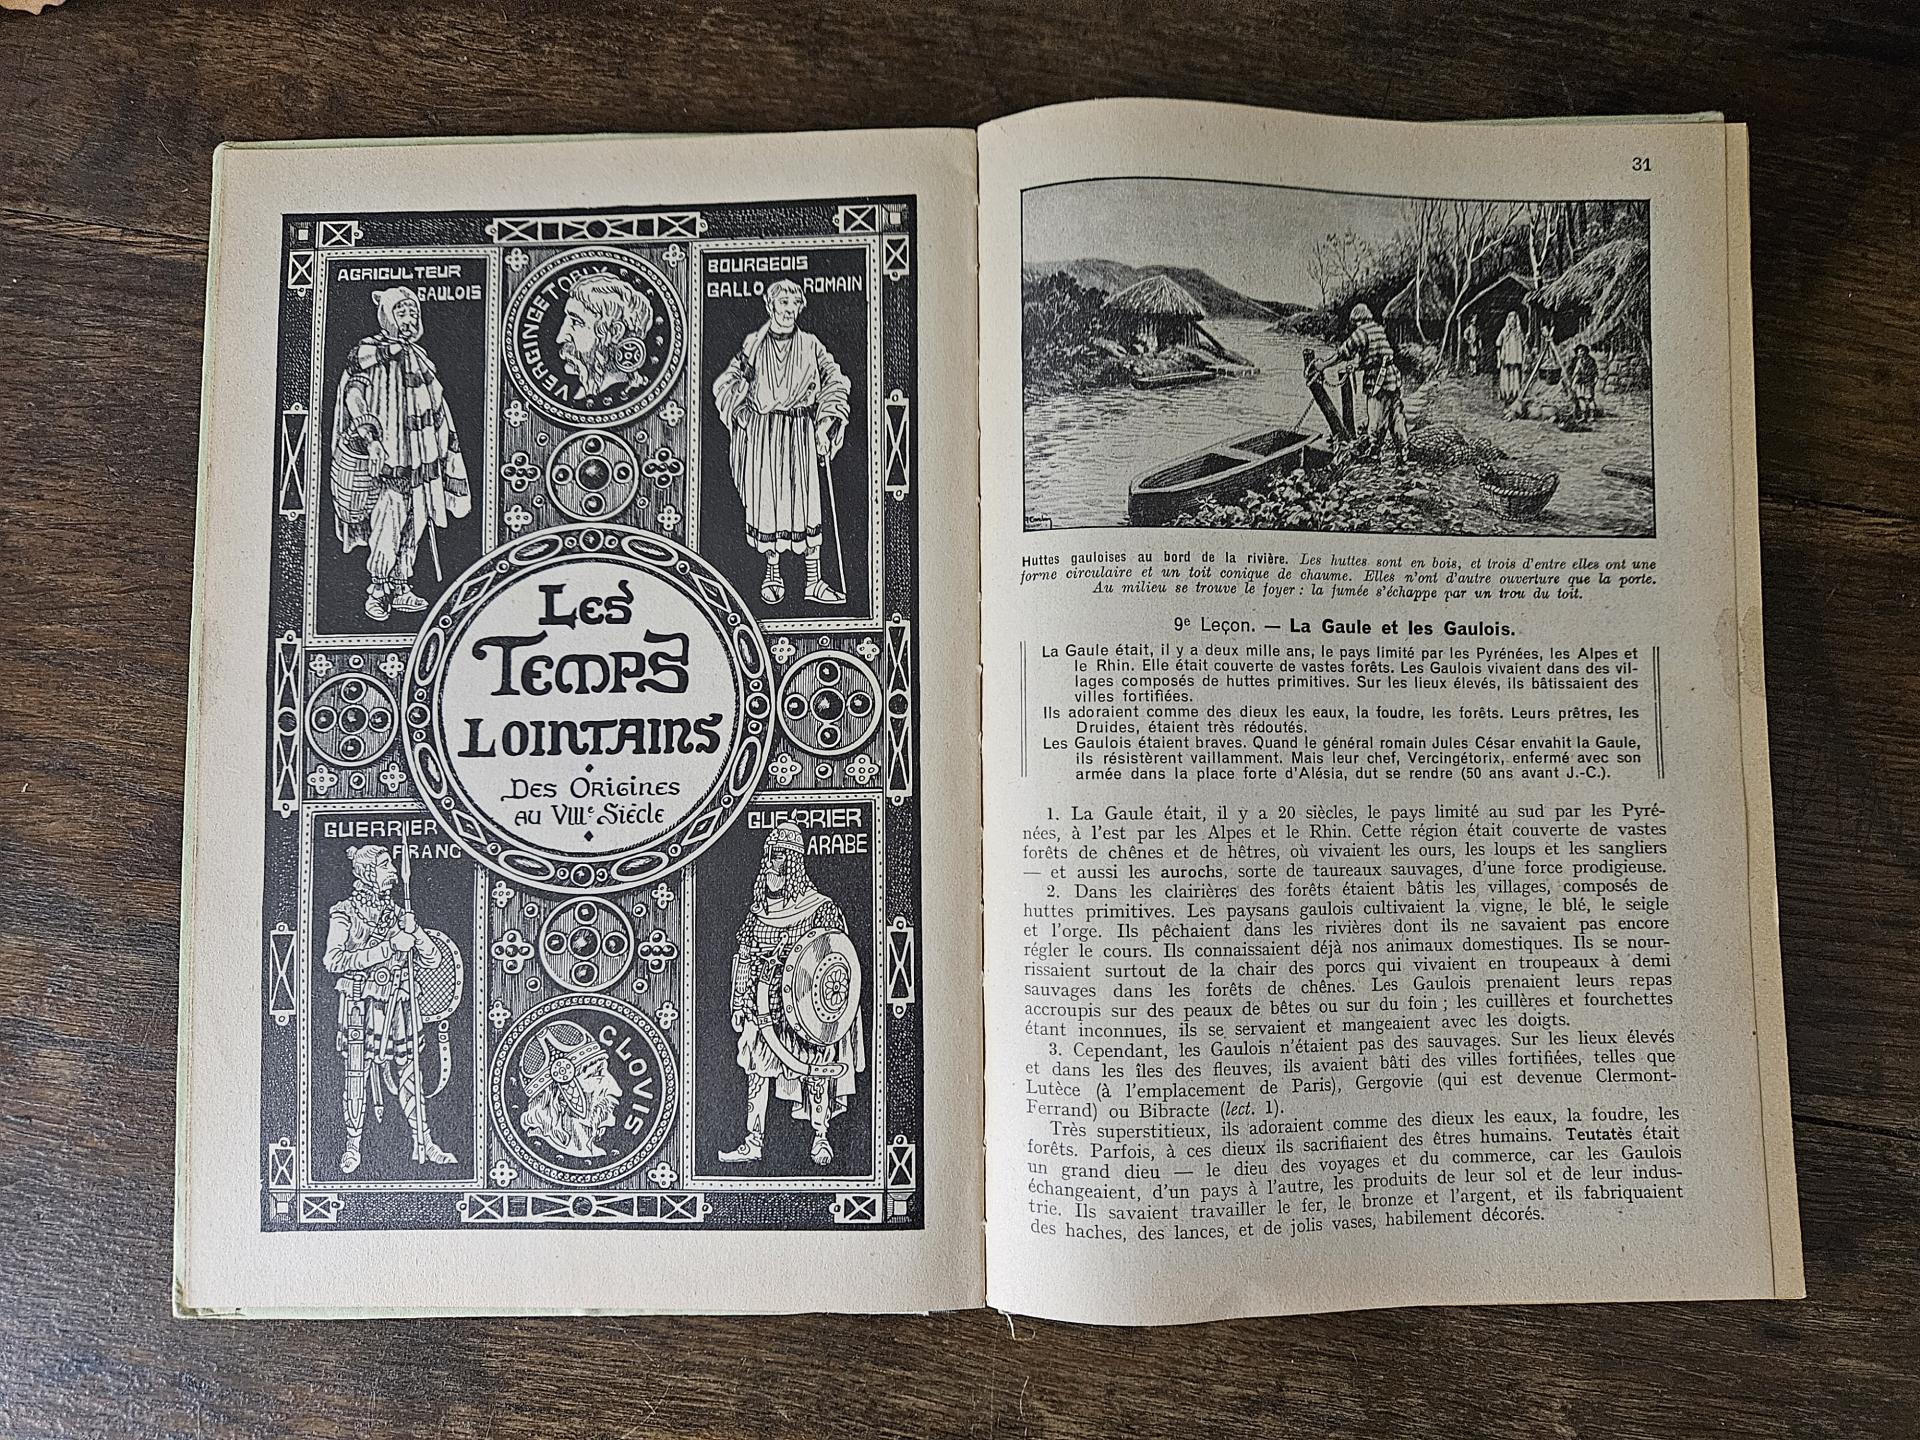 AGRICULTEUR
GAULOIS
VERCINGETORIX
BOURGEOIS
GALLO ROMAIN
LES
TEMPS
LOINTAINS
DES ORIGINES
AU VIIIe SIÈCLE
GUERRIER
FRANC
CLOVIS
GUERRIER
ARABE
31
Huttes gauloises au bord de la rivière. Les huttes sont en bois, et trois d'entre elles ont une
forme circulaire et un toit conique de chaume. Elles n'ont d'autre ouverture que la porte.
Au milieu se trouve le foyer : la fumée s'échappe par un trou du toit.
9e Leçon. — La Gaule et les Gaulois.
La Gaule était, il y a deux mille ans, le pays limité par les Pyrénées, les Alpes et
le Rhin. Elle était couverte de vastes forêts. Les Gaulois vivaient dans des vil-
lages composés de huttes primitives. Sur les lieux élevés, ils bâtissaient des
villes fortifiées.
Ils adoraient comme des dieux les eaux, la foudre, les forêts. Leurs prêtres, les
Druides, étaient très redoutés.
Les Gaulois étaient braves. Quand le général romain Jules César envahit la Gaule,
ils résistèrent vaillamment. Mais leur chef, Vercingétorix, enfermé avec son
armée dans la place forte d'Alésia, dut se rendre (50 ans avant J.-C.).
1. La Gaule était, il y a 20 siècles, le pays limité au sud par les Pyré-
nées, à l'est par les Alpes et le Rhin. Cette région était couverte de vastes
forêts de chênes et de hêtres, où vivaient les ours, les loups et les sangliers
— et aussi les aurochs, sorte de taureaux sauvages, d'une force prodigieuse.
2. Dans les clairières des forêts étaient bâtis les villages, composés de
huttes primitives. Les paysans gaulois cultivaient la vigne, le blé, le seigle
et l'orge. Ils pêchaient dans les rivières dont ils ne savaient pas encore
régler le cours. Ils connaissaient déjà nos animaux domestiques. Ils se nour-
rissaient surtout de la chair des porcs qui vivaient en troupeaux à demi
sauvages dans les forêts de chênes. Les Gaulois prenaient leurs repas
accroupis sur des peaux de bêtes ou sur du foin ; les cuillères et fourchettes
étant inconnues, ils se servaient et mangeaient avec les doigts.
3. Cependant, les Gaulois n'étaient pas des sauvages. Sur les lieux élevés
et dans les îles des fleuves, ils avaient bâti des villes fortifiées, telles que
Lutèce (à l'emplacement de Paris), Gergovie (qui est devenue Clermont-
Ferrand) ou Bibracte (lect. 1).
Très superstitieux, ils adoraient comme des dieux les eaux, la foudre, les
forêts. Parfois, à ces dieux ils sacrifiaient des êtres humains. Teutatès était
un grand dieu — le dieu des voyages et du commerce, car les Gaulois
échangeaient, d'un pays à l'autre, les produits de leur sol et de leur indus-
trie. Ils savaient travailler le fer, le bronze et l'argent, et ils fabriquaient
des haches, des lances, et de jolis vases, habilement décorés.